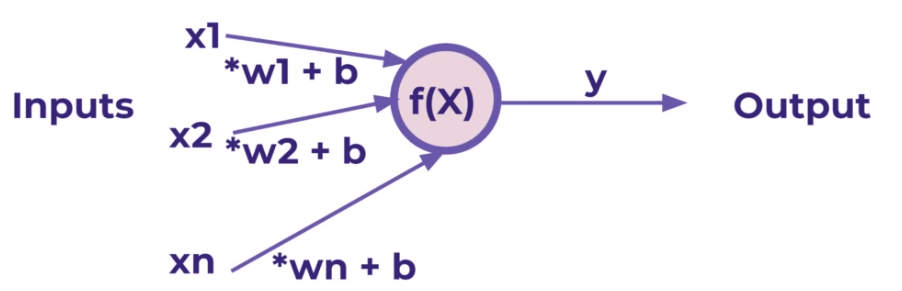 x1
*w1 + b
Inputs
x2
*w2 + b
xn
*wn + b
f(X)
y
Output